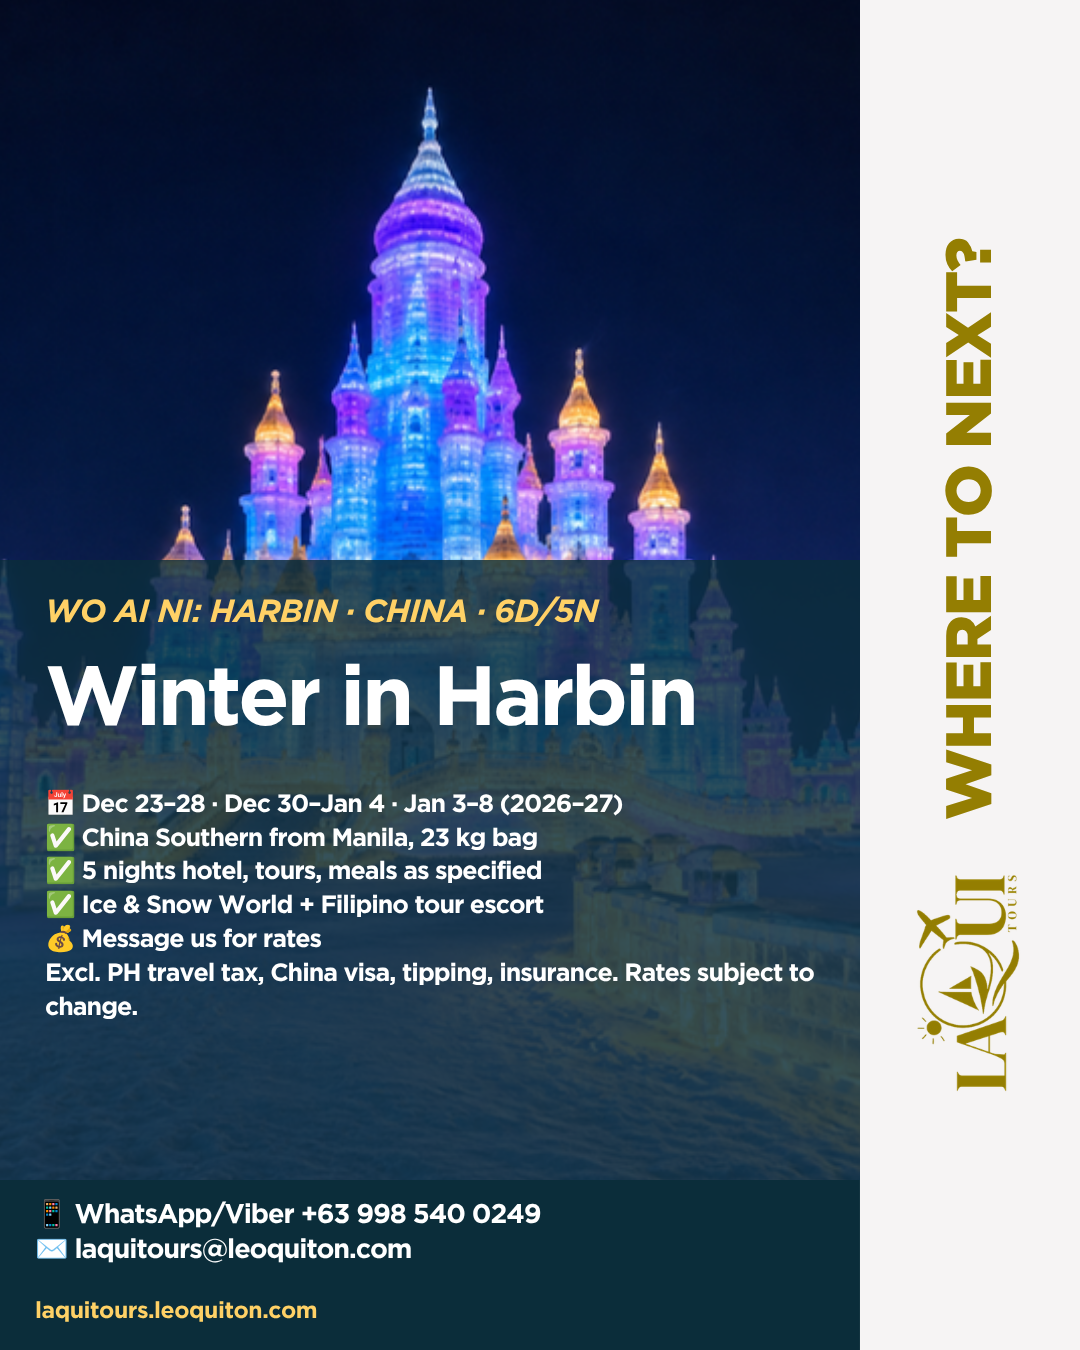 WO AI NI: HARBIN · CHINA · 6D/5N
Winter in Harbin
📅 Dec 23–28 · Dec 30–Jan 4 · Jan 3–8 (2026–27)
✅ China Southern from Manila, 23 kg bag
✅ 5 nights hotel, tours, meals as specified
✅ Ice & Snow World + Filipino tour escort
💰 Message us for rates
Excl. PH travel tax, China visa, tipping, insurance. Rates subject to
change.
📱 WhatsApp/Viber +63 998 540 0249
✉️ laquitours@leoquiton.com
laquitours.leoquiton.com
WHERE TO NEXT?
LAQUI
TOURS